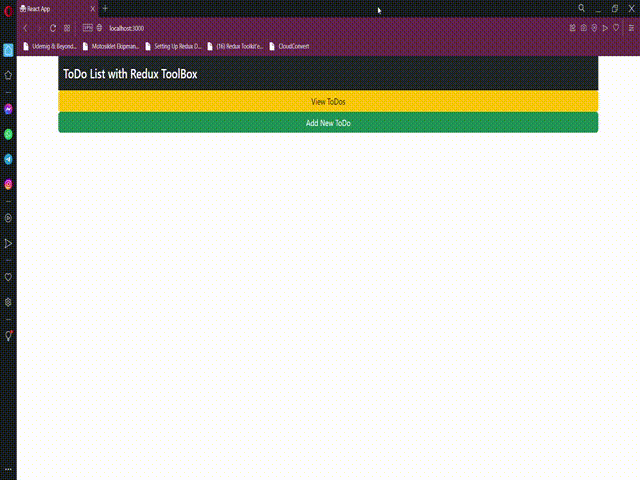 React App
VPN localhost:3000
Udemig & Beyond... Motosiklet Ekipman... Setting Up Redux D... (16) Redux Toolkit'e... CloudConvert
ToDo List with Redux ToolBox
View ToDos
Add New ToDo